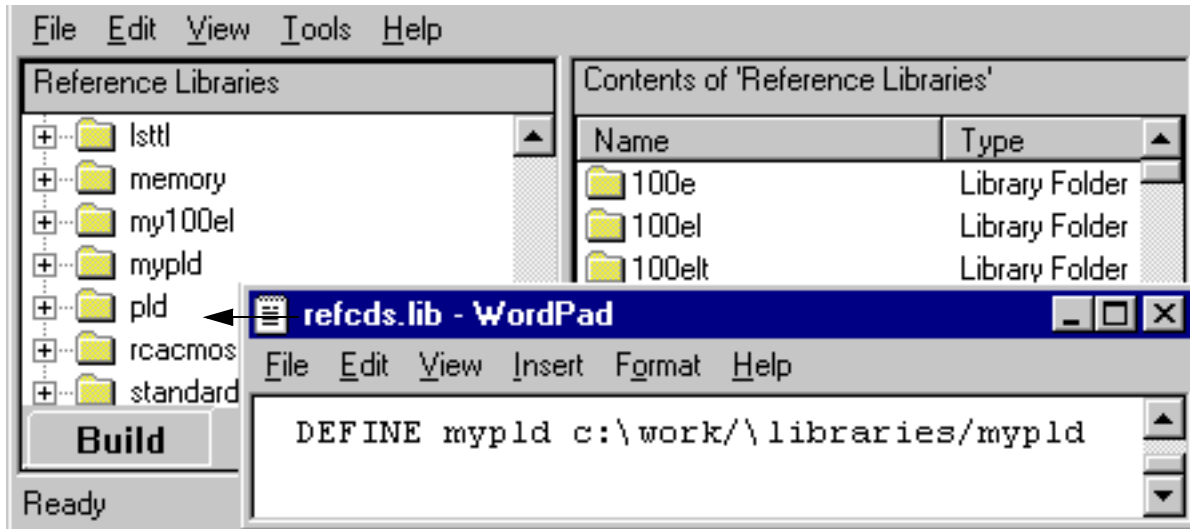 File Edit View Tools Help
Reference Libraries
lsttl
memory
my100el
mypld
pld
rcacmos
standard
Build
Ready
Contents of 'Reference Libraries'
Name Type
100e Library Folder
100el Library Folder
100elt Library Folder
refcds.lib - WordPad
File Edit View Insert Format Help
DEFINE mypld c:\work/\libraries/mypld